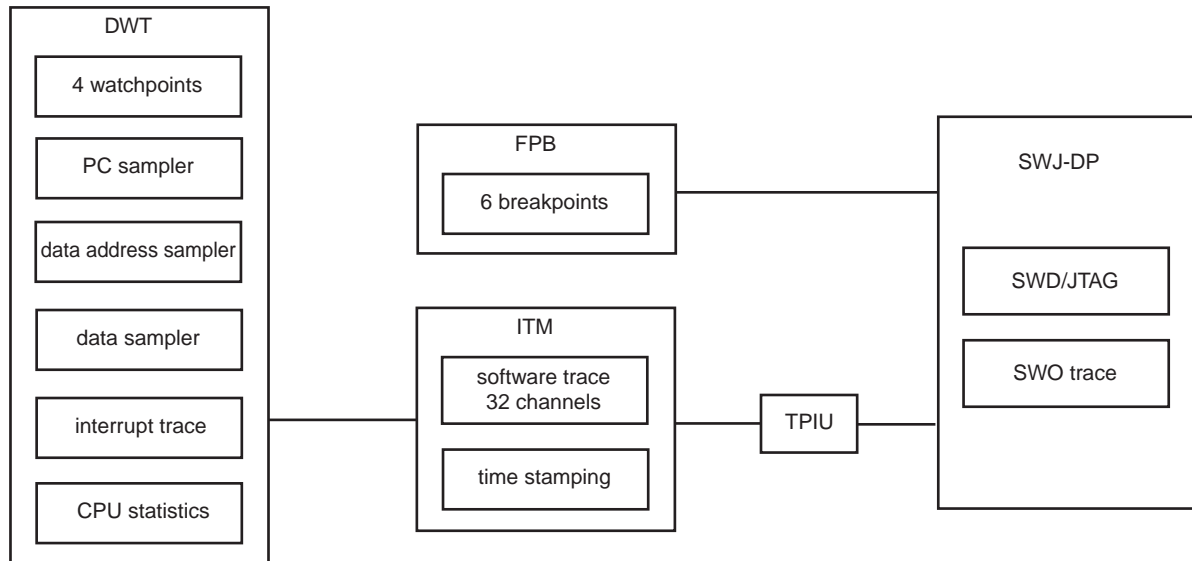 DWT
4 watchpoints
PC sampler
data address sampler
data sampler
interrupt trace
CPU statistics
FPB
6 breakpoints
ITM
software trace
32 channels
time stamping
TPIU
SWJ-DP
SWD/JTAG
SWO trace